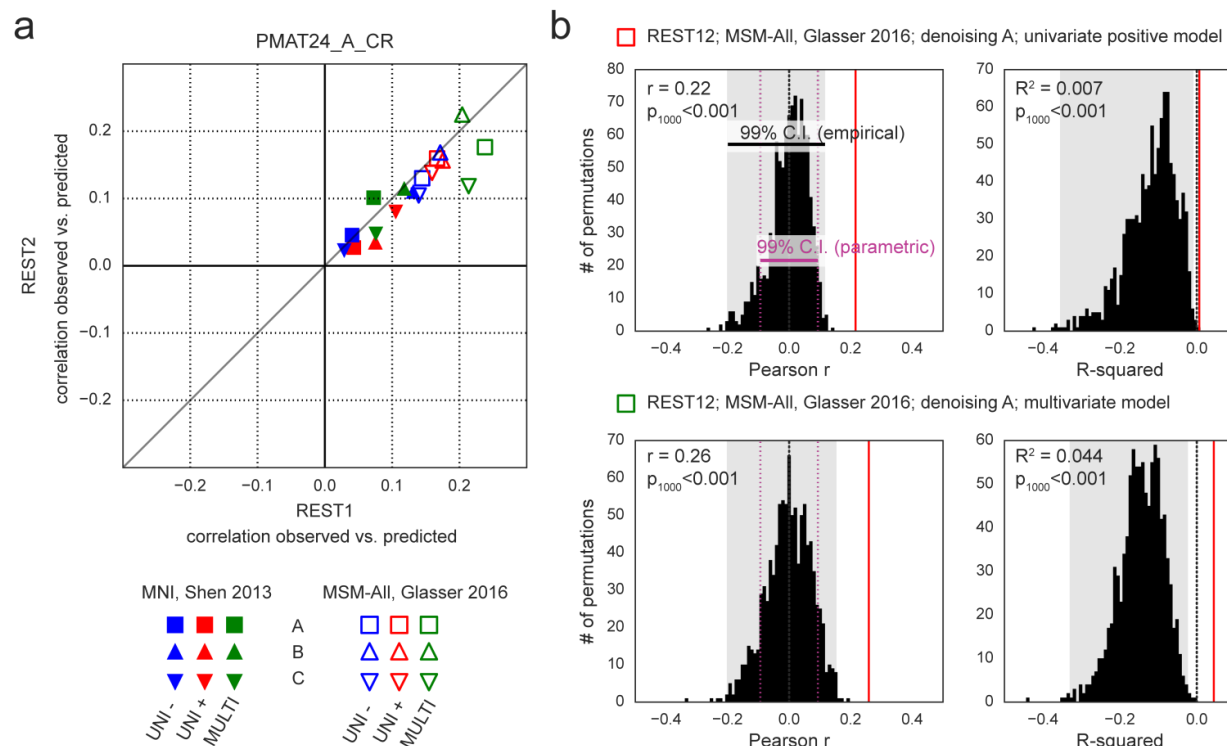 a
PMAT24_A_CR
0.2
0.1
0.0
−0.1
−0.2
REST2
correlation observed vs. predicted
−0.2 −0.1 0.0 0.1 0.2
REST1
correlation observed vs. predicted
MNI, Shen 2013 MSM-All, Glasser 2016
A
B
C
UNI - UNI + MULTI UNI - UNI + MULTI
b
REST12; MSM-All, Glasser 2016; denoising A; univariate positive model
80
70
60
50
40
30
20
10
0
# of permutations
r = 0.22
p1000<0.001
99% C.I. (empirical)
99% C.I. (parametric)
−0.4 −0.2 0.0 0.2 0.4
Pearson r
70
60
50
40
30
20
10
0
R² = 0.007
p1000<0.001
−0.4 −0.2 0.0
R-squared
REST12; MSM-All, Glasser 2016; denoising A; multivariate model
70
60
50
40
30
20
10
0
# of permutations
r = 0.26
p1000<0.001
−0.4 −0.2 0.0 0.2 0.4
Pearson r
60
50
40
30
20
10
0
R² = 0.044
p1000<0.001
−0.4 −0.2 0.0
R-squared